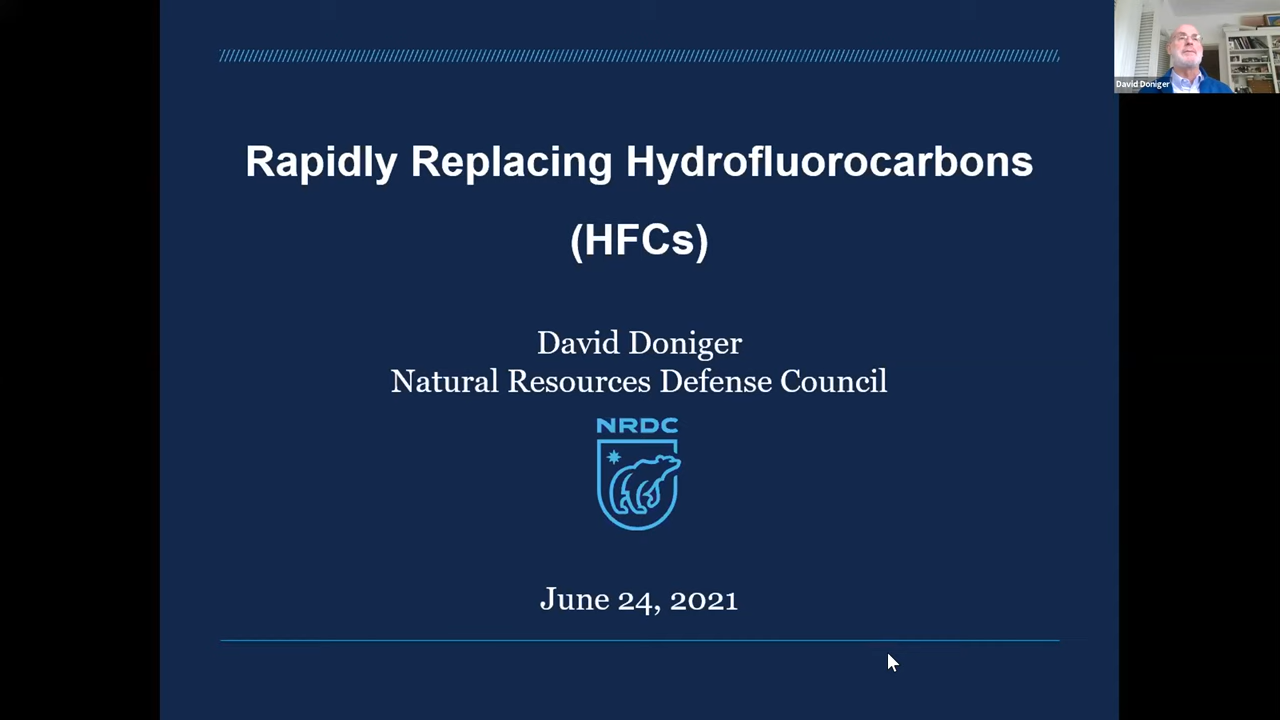 Rapidly Replacing Hydrofluorocarbons
(HFCs)
David Doniger
Natural Resources Defense Council
NRDC
June 24, 2021
David Doniger